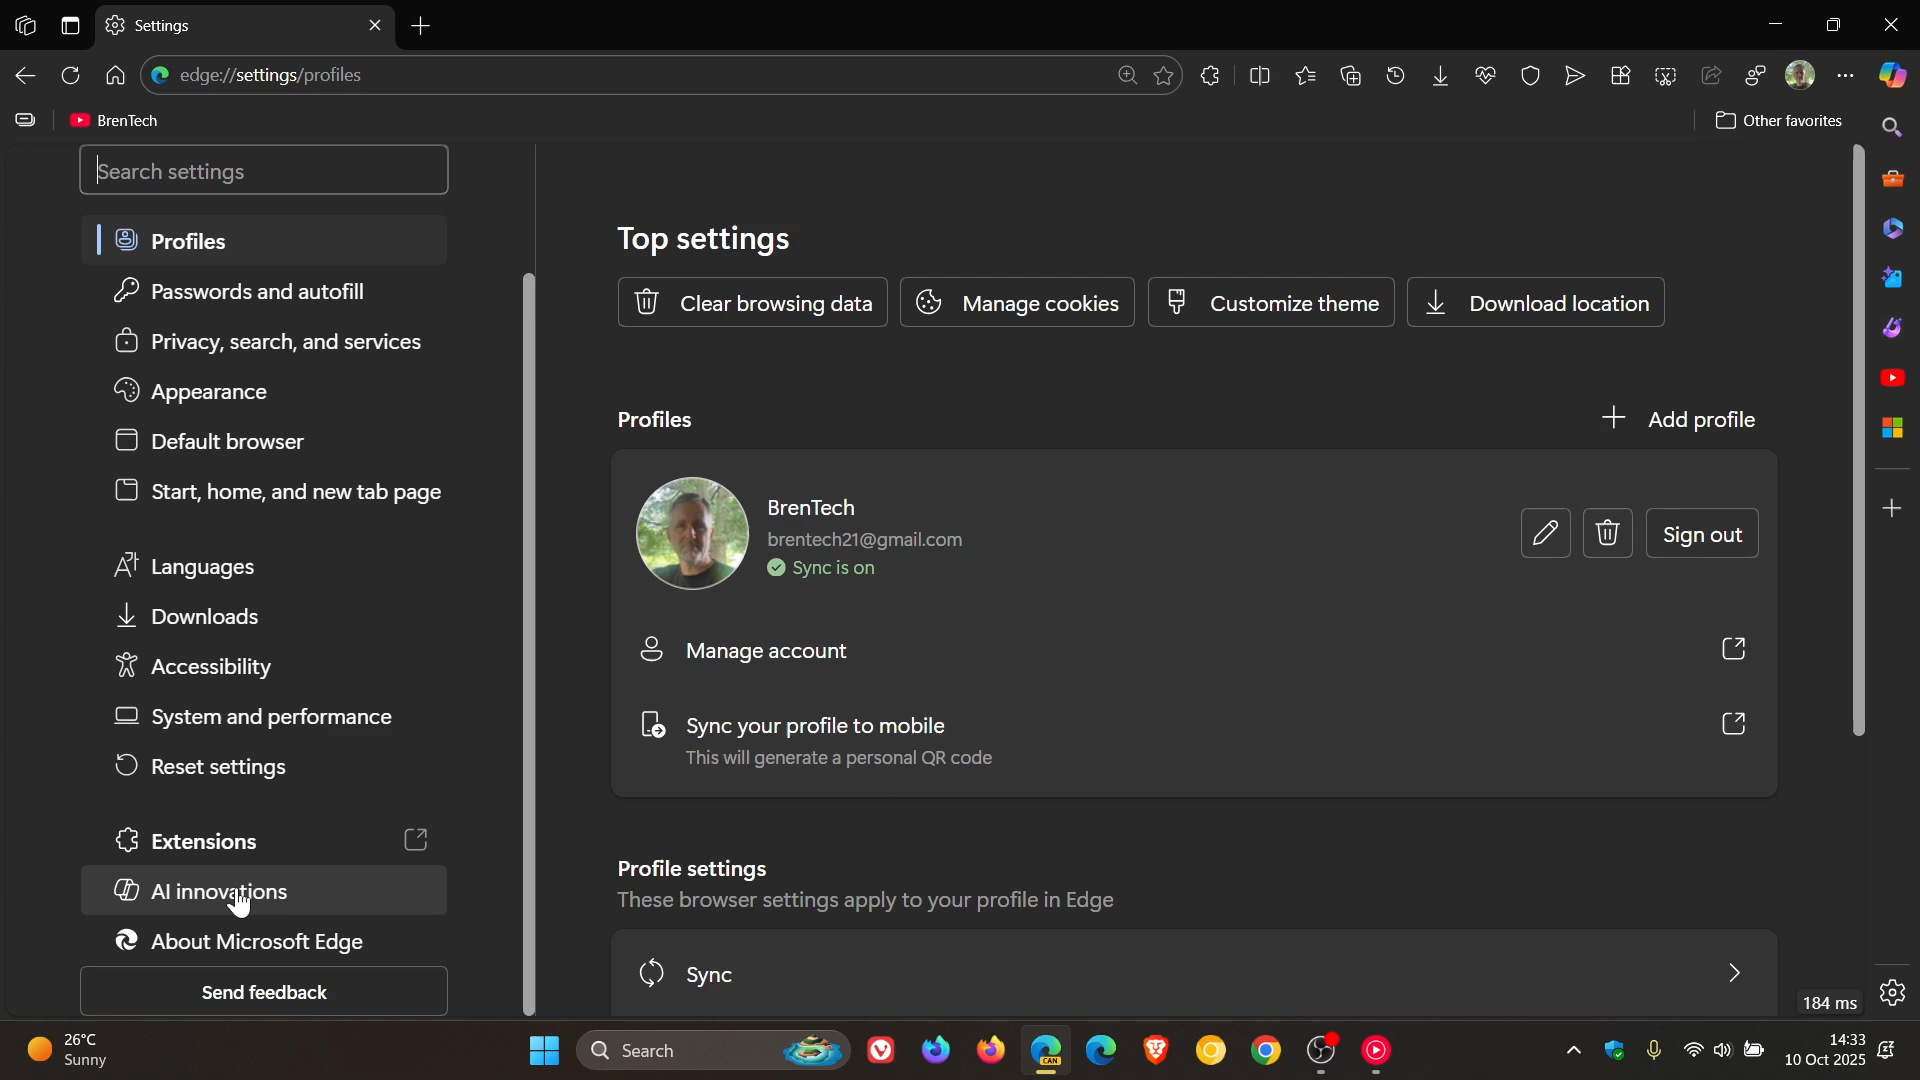 Settings
edge://settings/profiles
BrenTech
Other favorites
Search settings
Profiles
Passwords and autofill
Privacy, search, and services
Appearance
Default browser
Start, home, and new tab page
Languages
Downloads
Accessibility
System and performance
Reset settings
Extensions
AI innovations
About Microsoft Edge
Send feedback
Top settings
Clear browsing data
Manage cookies
Customize theme
Download location
Profiles
Add profile
BrenTech
brentech21@gmail.com
Sync is on
Sign out
Manage account
Sync your profile to mobile
This will generate a personal QR code
Profile settings
These browser settings apply to your profile in Edge
Sync
184 ms
26°C
Sunny
Search
CAN
14:33
10 Oct 2025